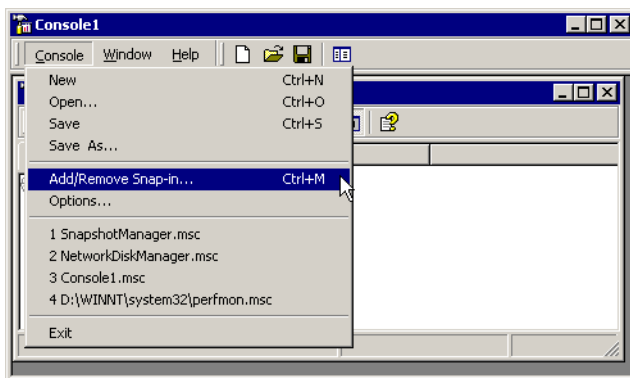 Console1
Console Window Help
New Ctrl+N
Open... Ctrl+O
Save Ctrl+S
Save As...
Add/Remove Snap-in... Ctrl+M
Options...
1 SnapshotManager.msc
2 NetworkDiskManager.msc
3 Console1.msc
4 D:\WINNT\system32\perfmon.msc
Exit